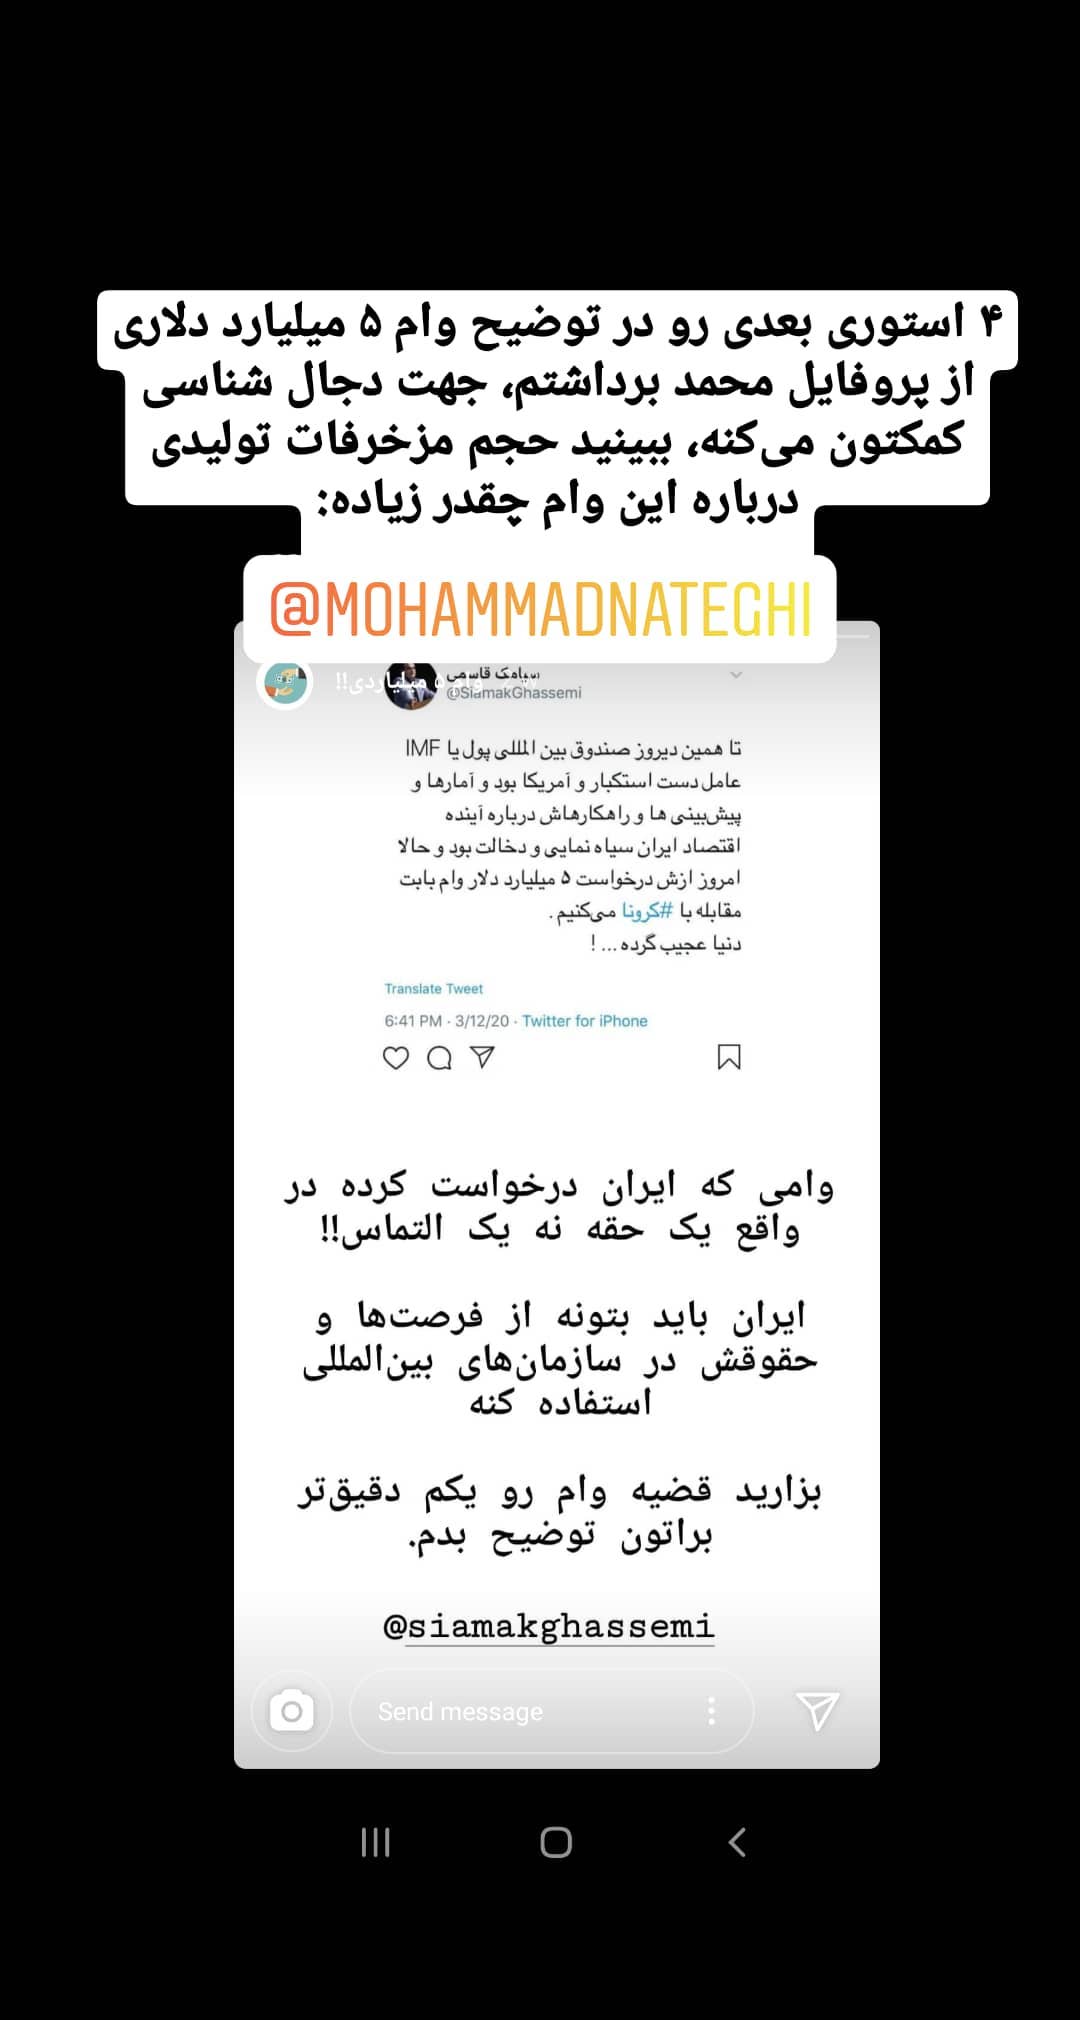 ۴ استوری بعدی رو در توضیح وام ۵ میلیارد دلاری
از پروفایل محمد برداشتم، جهت دجال شناسی
کمکتون می‌کنه، ببینید حجم مزخرفات تولیدی
درباره این وام چقدر زیاده:
@MOHAMMADNATEGHI
وام ۵ میلیاردی!!
سیامک قاسمی
@SiamakGhassemi
تا همین دیروز صندوق بین المللی پول یا IMF
عامل دست استکبار و آمریکا بود و آمارها و
پیش‌بینی ها و راهکارهاش درباره آینده
اقتصاد ایران سیاه نمایی و دخالت بود و حالا
امروز ازش درخواست ۵ میلیارد دلار وام بابت
مقابله با #کرونا می‌کنیم.
دنیا عجیب گرده...!
Translate Tweet
6:41 PM · 3/12/20 · Twitter for iPhone
وامی که ایران درخواست کرده در
واقع یک حقه نه یک التماس!!
ایران باید بتونه از فرصت‌ها و
حقوقش در سازمان‌های بین‌المللی
استفاده کنه
بزارید قضیه وام رو یکم دقیق‌تر
براتون توضیح بدم.
@siamakghassemi
Send message